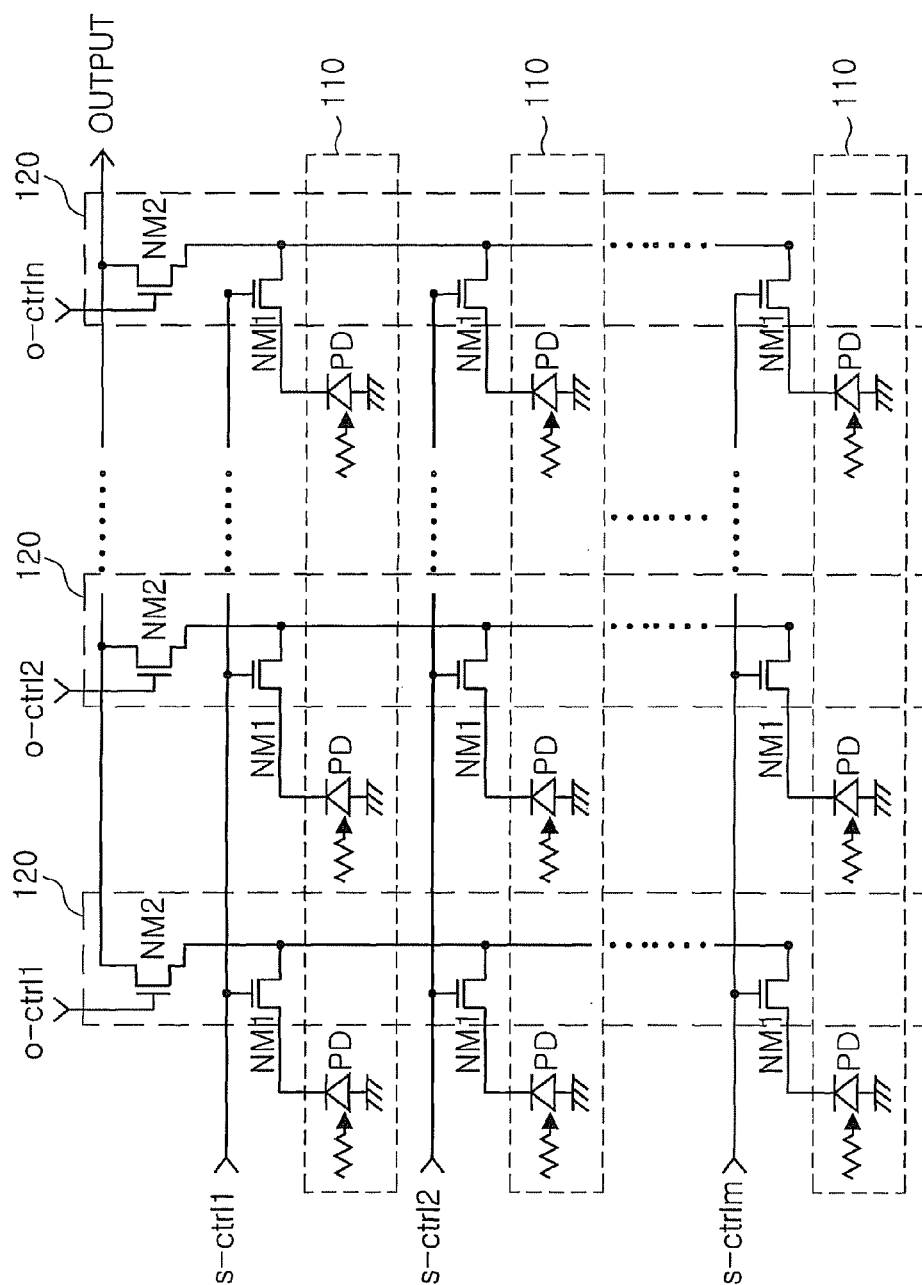 120
120
120
o-ctrl1
o-ctrl2
o-ctrln
OUTPUT
NM2
NM2
NM2
s-ctrl1
NM1
NM1
NM1
PD
PD
PD
110
s-ctrl2
NM1
NM1
NM1
PD
PD
PD
110
s-ctrlm
NM1
NM1
NM1
PD
PD
PD
110